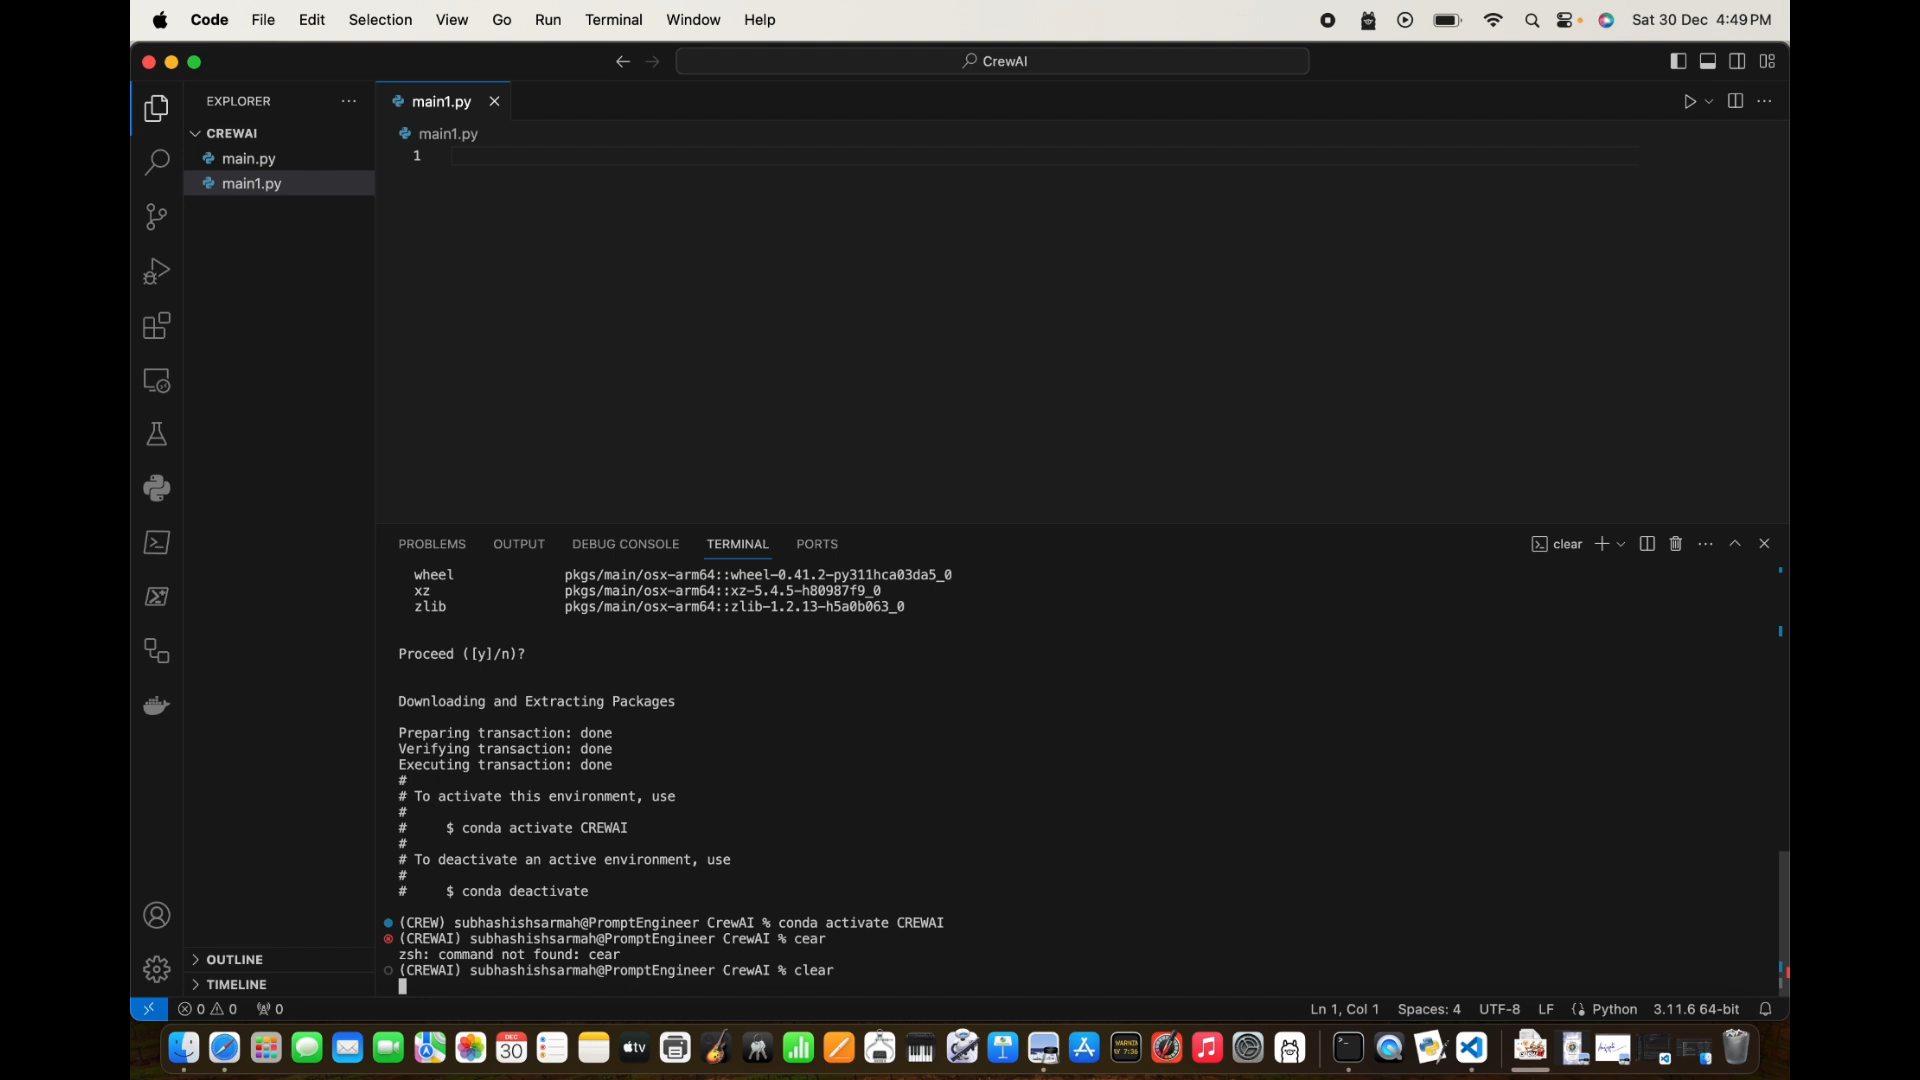 Code File Edit Selection View Go Run Terminal Window Help Sat 30 Dec 4:49 PM
CrewAI
EXPLORER
main1.py
CREWAI
main1.py
1
main.py
main1.py
PROBLEMS OUTPUT DEBUG CONSOLE TERMINAL PORTS
clear
wheel pkgs/main/osx-arm64::wheel-0.41.2-py311hca03da5_0
xz pkgs/main/osx-arm64::xz-5.4.5-h80987f9_0
zlib pkgs/main/osx-arm64::zlib-1.2.13-h5a0b063_0
Proceed ([y]/n)?
Downloading and Extracting Packages
Preparing transaction: done
Verifying transaction: done
Executing transaction: done
#
# To activate this environment, use
#
# $ conda activate CREWAI
#
# To deactivate an active environment, use
#
# $ conda deactivate
(CREW) subhashishsarmah@PromptEngineer CrewAI % conda activate CREWAI
(CREWAI) subhashishsarmah@PromptEngineer CrewAI % cear
zsh: command not found: cear
(CREWAI) subhashishsarmah@PromptEngineer CrewAI % clear
OUTLINE
TIMELINE
0 0 0 Ln 1, Col 1 Spaces: 4 UTF-8 LF Python 3.11.6 64-bit
DEC
30
tv